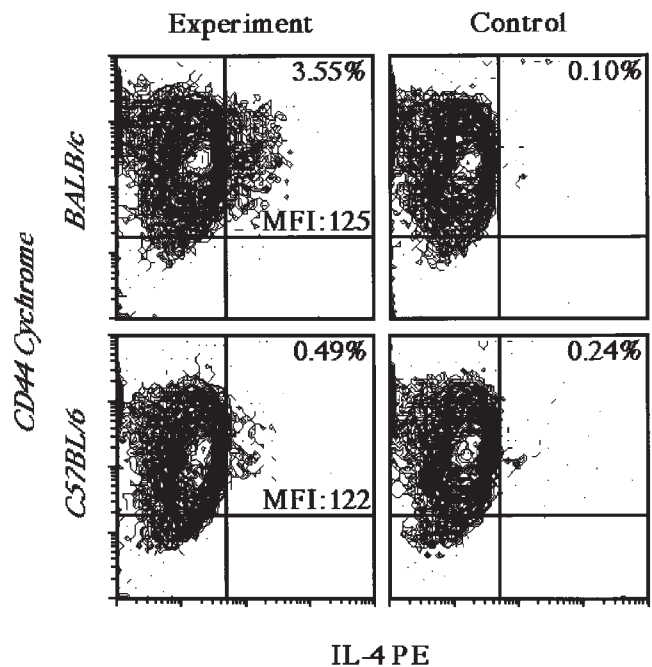 Experiment Control
3.55%
0.10%
BALB/c
MFI:125
CD44 Cychrome
0.49%
0.24%
C57BL/6
MFI:122
IL-4 PE